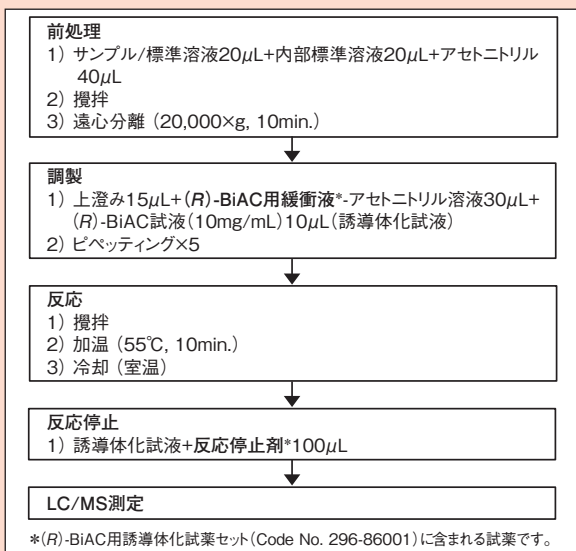 前処理
1) サンプル/標準溶液20μL+内部標準溶液20μL+アセトニトリル
40μL
2) 攪拌
3) 遠心分離 (20,000×g, 10min.)
調製
1) 上澄み15μL+(R)-BiAC用緩衝液*-アセトニトリル溶液30μL+
(R)-BiAC試液(10mg/mL)10μL(誘導体化試液)
2) ピペッティング×5
反応
1) 攪拌
2) 加温 (55℃, 10min.)
3) 冷却 (室温)
反応停止
1) 誘導体化試液+反応停止剤*100μL
LC/MS測定
*(R)-BiAC用誘導体化試薬セット(Code No. 296-86001)に含まれる試薬です。